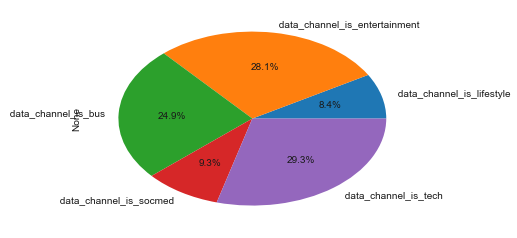 data_channel_is_entertainment
28.1%
data_channel_is_lifestyle
8.4%
data_channel_is_bus
None
24.9%
9.3%
29.3%
data_channel_is_socmed
data_channel_is_tech